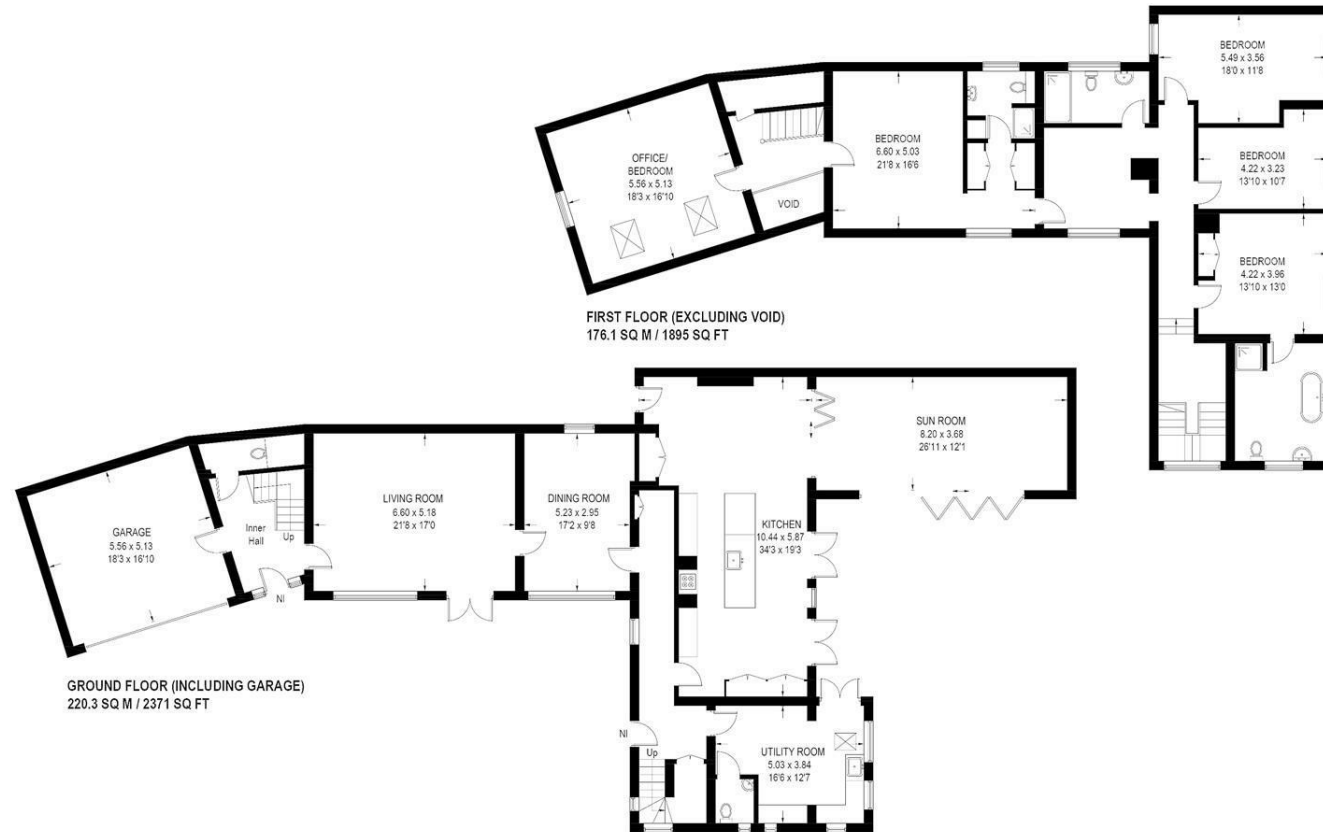 BEDROOM
5.49 x 3.56
18'0 x 11'8
BEDROOM
6.60 x 5.03
21'8 x 16'6
BEDROOM
4.22 x 3.23
13'10 x 10'7
OFFICE/
BEDROOM
5.56 x 5.13
18'3 x 16'10
VOID
BEDROOM
4.22 x 3.96
13'10 x 13'0
FIRST FLOOR (EXCLUDING VOID)
176.1 SQ M / 1895 SQ FT
SUN ROOM
8.20 x 3.68
26'11 x 12'1
LIVING ROOM
6.60 x 5.18
21'8 x 17'0
DINING ROOM
5.23 x 2.95
17'2 x 9'8
KITCHEN
10.44 x 5.87
34'3 x 19'3
GARAGE
5.56 x 5.13
18'3 x 16'10
Inner
Hall
Up
NI
GROUND FLOOR (INCLUDING GARAGE)
220.3 SQ M / 2371 SQ FT
NI
Up
UTILITY ROOM
5.03 x 3.84
16'6 x 12'7